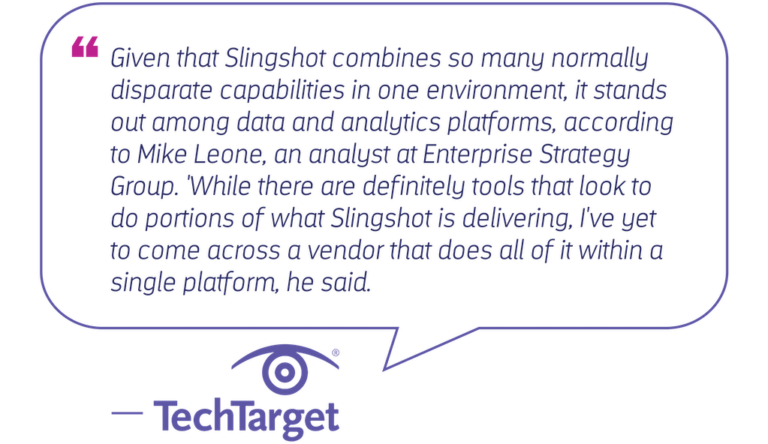 ❝ Given that Slingshot combines so many normally
disparate capabilities in one environment, it stands
out among data and analytics platforms, according
to Mike Leone, an analyst at Enterprise Strategy
Group. 'While there are definitely tools that look to
do portions of what Slingshot is delivering, I've yet
to come across a vendor that does all of it within a
single platform, he said.
®
— TechTarget